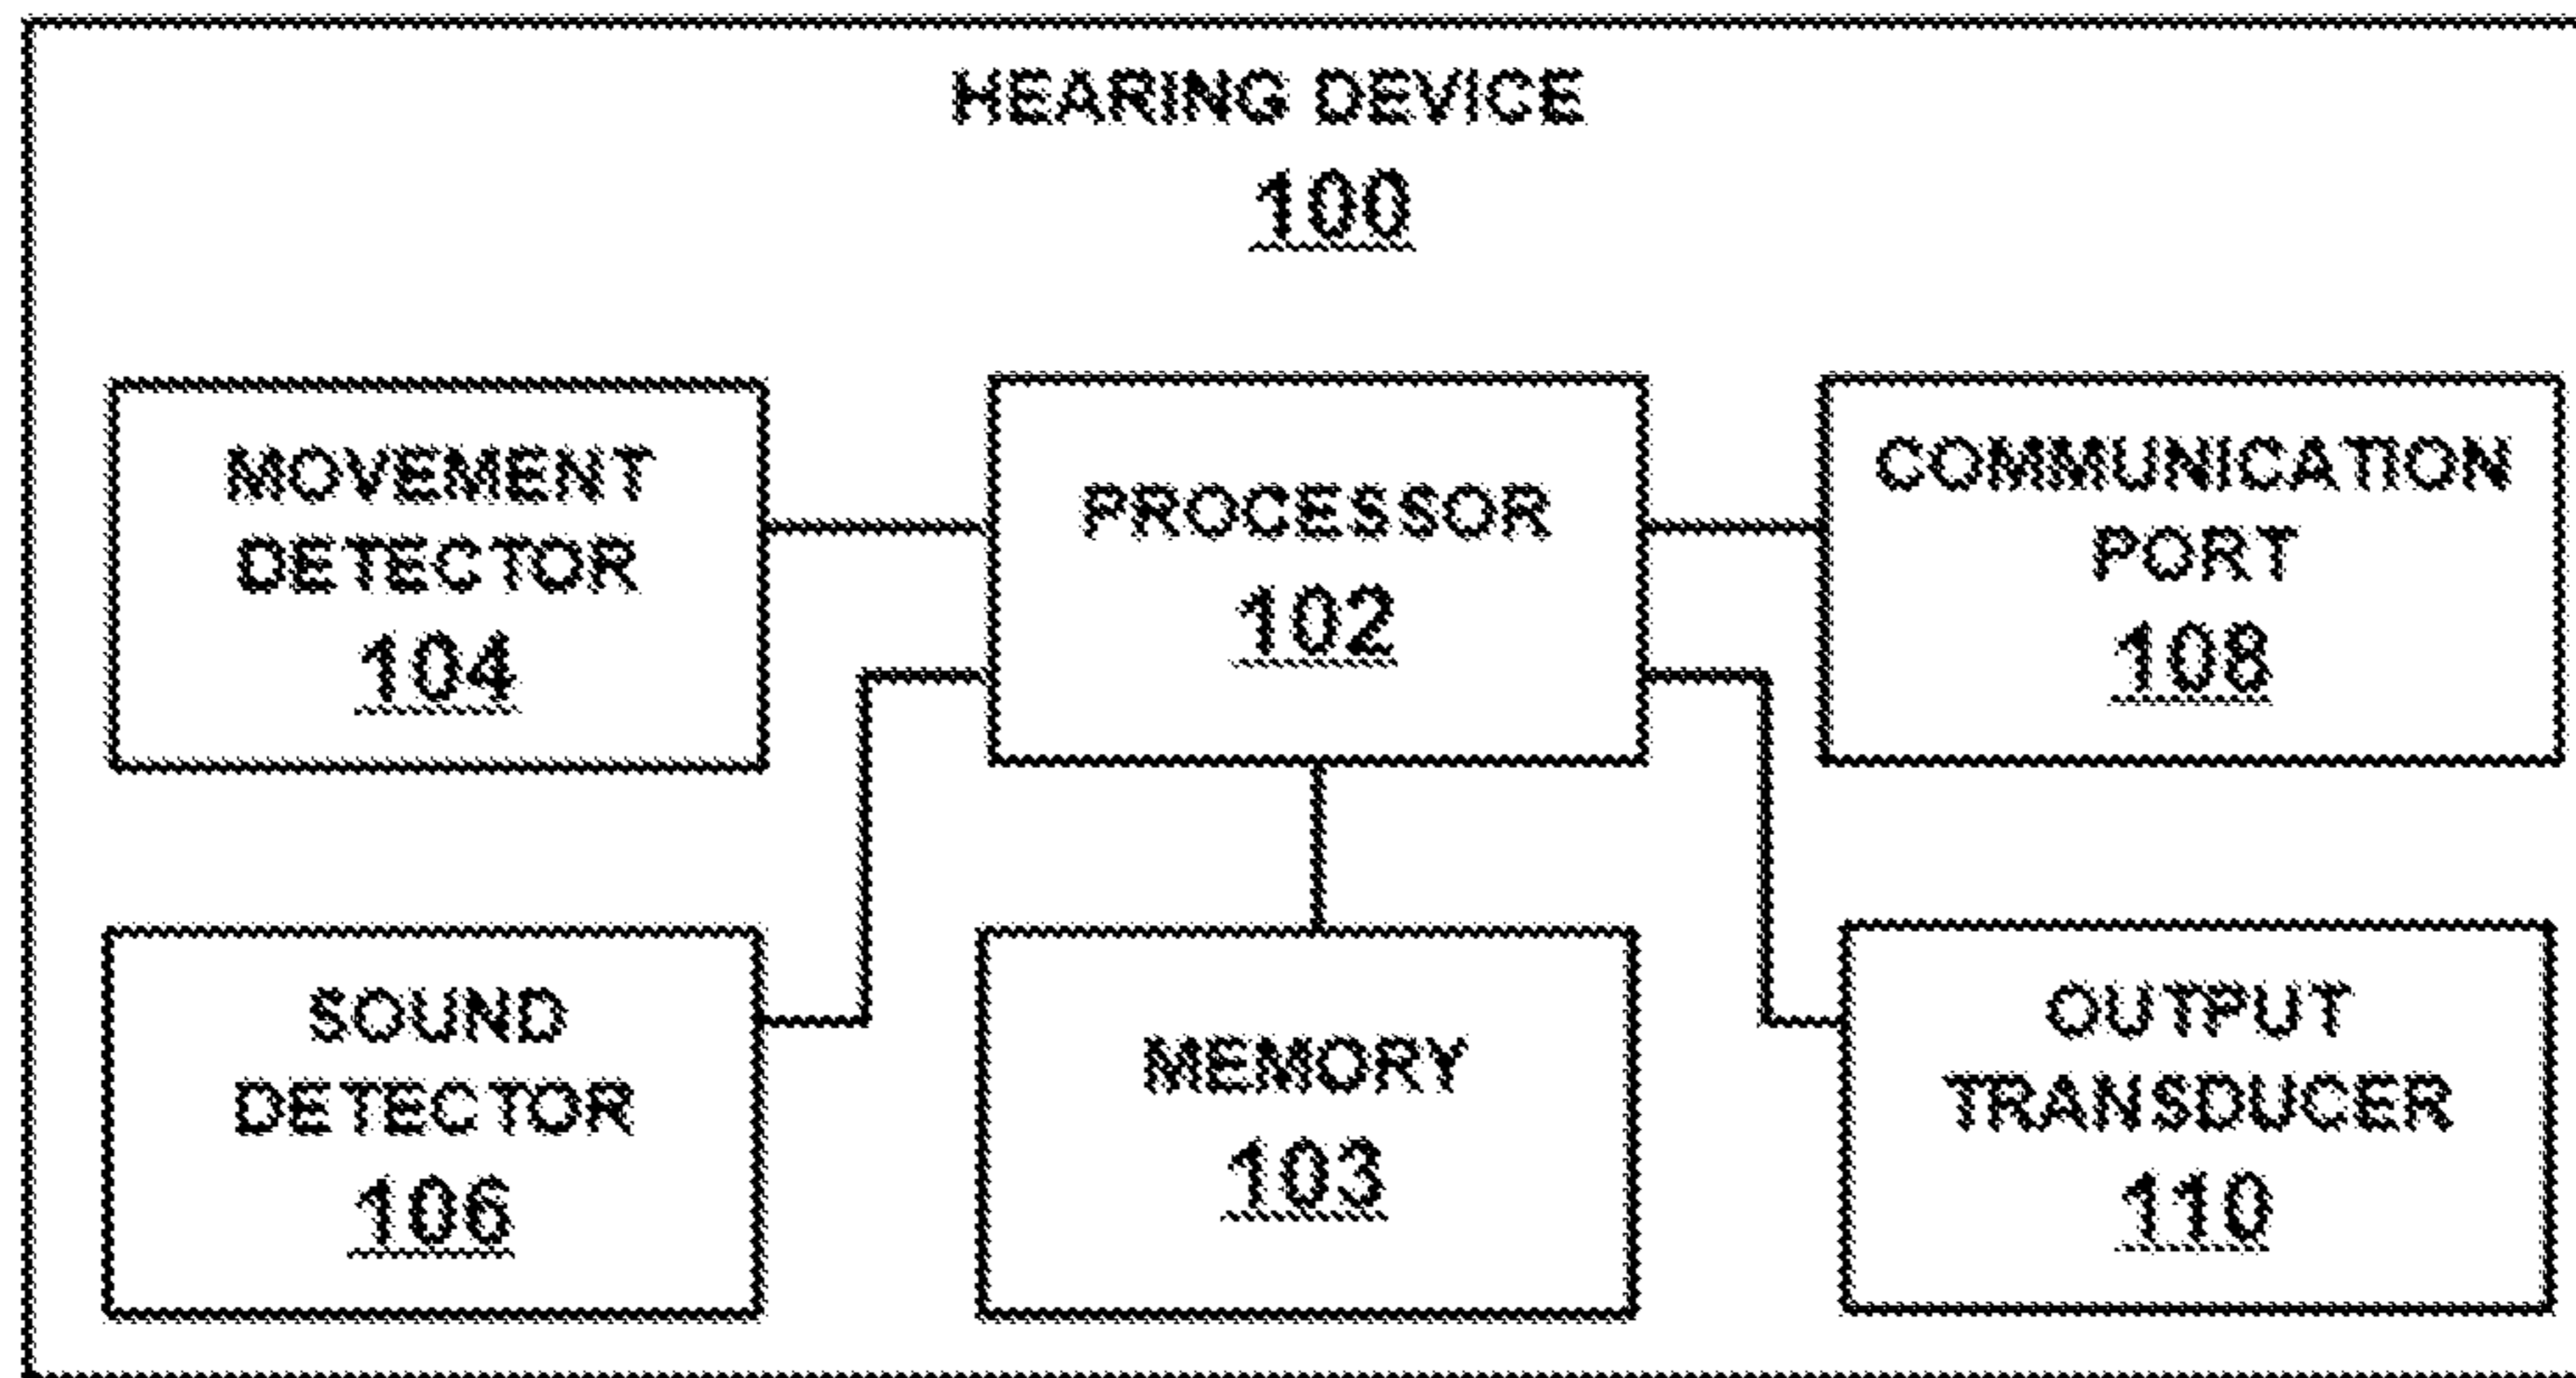 HEARING DEVICE
100
MOVEMENT
DETECTOR
104
PROCESSOR
102
COMMUNICATION
PORT
108
SOUND
DETECTOR
106
MEMORY
103
OUTPUT
TRANSDUCER
110